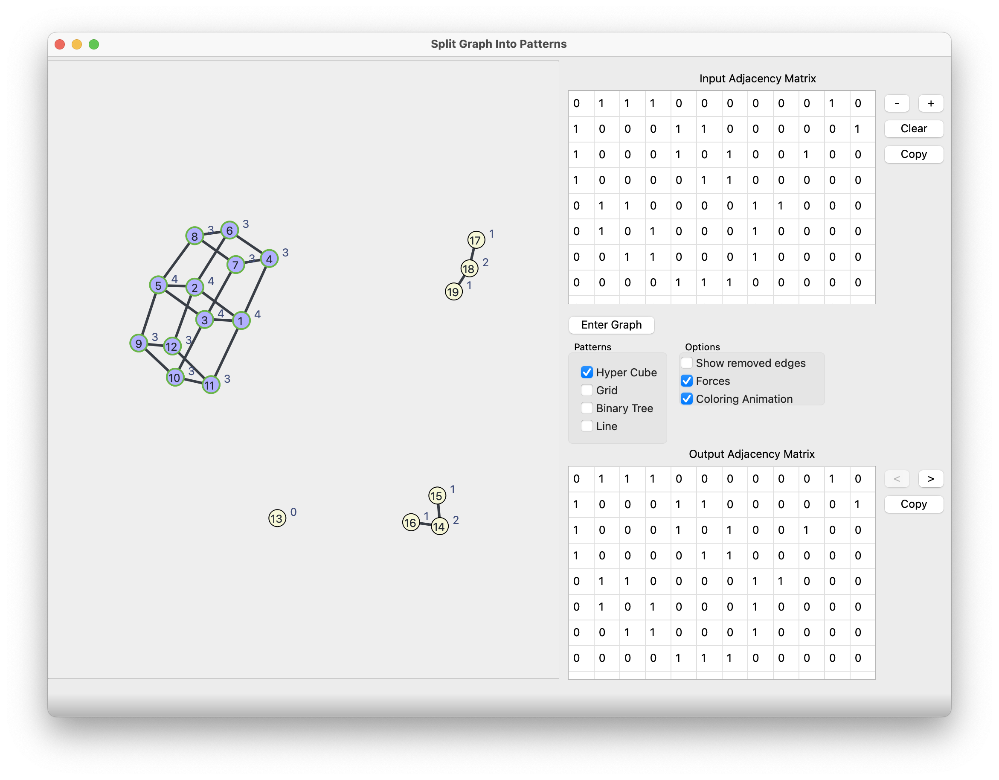 Split Graph Into Patterns
8 3 6 3
7 3 4 3
5 4 2 4
3 4 1 4
9 3 12 3
10 3 11 3
17 1
18 2
19 1
15 1
16 1 14 2
13 0
Input Adjacency Matrix
0 1 1 1 0 0 0 0 0 0 1 0
1 0 0 0 1 1 0 0 0 0 0 1
1 0 0 0 1 0 1 0 0 1 0 0
1 0 0 0 0 1 1 0 0 0 0 0
0 1 1 0 0 0 0 1 1 0 0 0
0 1 0 1 0 0 0 1 0 0 0 0
0 0 1 1 0 0 0 1 0 0 0 0
0 0 0 0 1 1 1 0 0 0 0 0
- +
Clear
Copy
Enter Graph
Patterns
Hyper Cube
Grid
Binary Tree
Line
Options
Show removed edges
Forces
Coloring Animation
Output Adjacency Matrix
0 1 1 1 0 0 0 0 0 0 1 0
1 0 0 0 1 1 0 0 0 0 0 1
1 0 0 0 1 0 1 0 0 1 0 0
1 0 0 0 0 1 1 0 0 0 0 0
0 1 1 0 0 0 0 1 1 0 0 0
0 1 0 1 0 0 0 1 0 0 0 0
0 0 1 1 0 0 0 1 0 0 0 0
0 0 0 0 1 1 1 0 0 0 0 0
< >
Copy